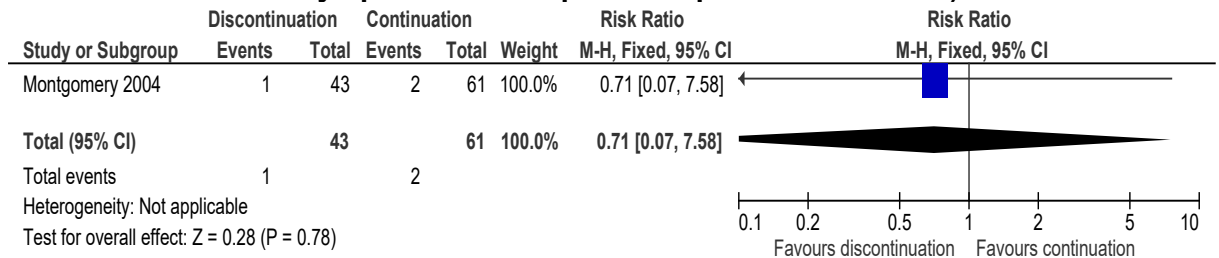 Discontinuation Continuation Risk Ratio Risk Ratio
Study or Subgroup Events Total Events Total Weight M-H, Fixed, 95% CI M-H, Fixed, 95% CI
Montgomery 2004 1 43 2 61 100.0% 0.71 [0.07, 7.58]
Total (95% CI) 43 61 100.0% 0.71 [0.07, 7.58]
Total events 1 2
Heterogeneity: Not applicable
Test for overall effect: Z = 0.28 (P = 0.78)
0.1 0.2 0.5 1 2 5 10
Favours discontinuation Favours continuation